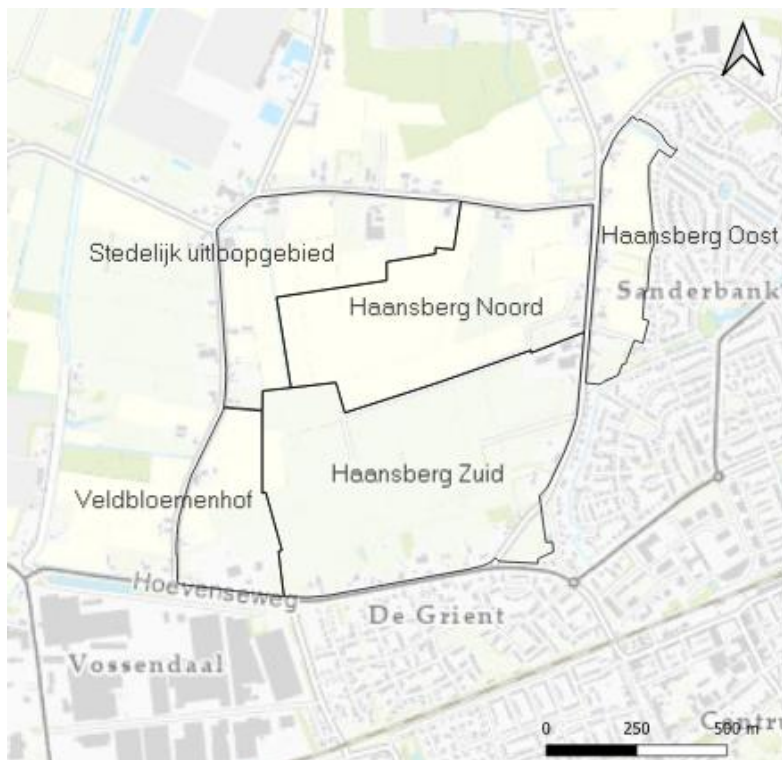 Haansberg Oost
Stedelijk uitloopgebied
Sanderbank
Haansberg Noord
Haansberg Zuid
Veldbloemenhof
Hoevenseweg
De Grient
Vossendaal
0 250 500 m